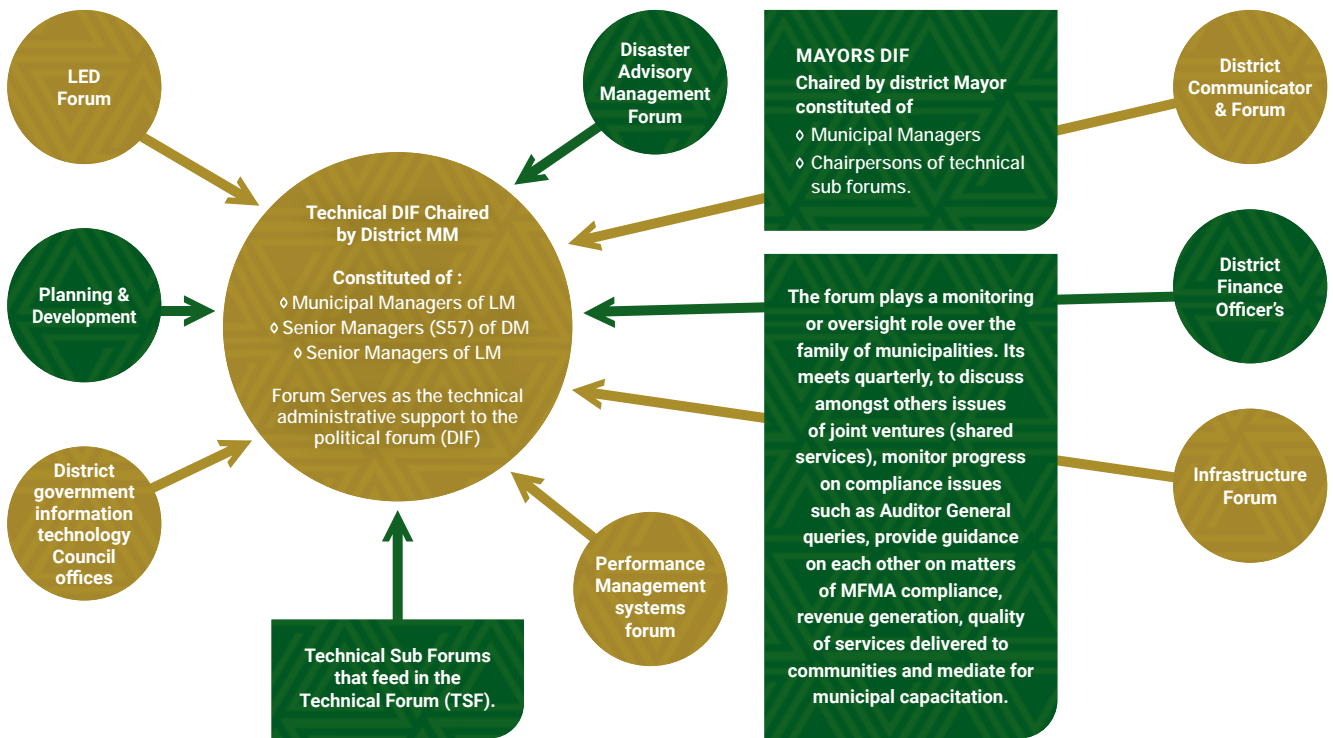 LED
Forum
Disaster
Advisory
Management
Forum
MAYORS DIF
Chaired by district Mayor
constituted of
◊ Municipal Managers
◊ Chairpersons of technical
sub forums.
District
Communicator
& Forum
Technical DIF Chaired
by District MM
Constituted of :
◊ Municipal Managers of LM
◊ Senior Managers (S57) of DM
◊ Senior Managers of LM
Forum Serves as the technical
administrative support to the
political forum (DIF)
Planning &
Development
The forum plays a monitoring
or oversight role over the
family of municipalities. Its
meets quarterly, to discuss
amongst others issues
of joint ventures (shared
services), monitor progress
on compliance issues
such as Auditor General
queries, provide guidance
on each other on matters
of MFMA compliance,
revenue generation, quality
of services delivered to
communities and mediate for
municipal capacitation.
District
Finance
Officer's
District
government
information
technology
Council
offices
Infrastructure
Forum
Performance
Management
systems
forum
Technical Sub Forums
that feed in the
Technical Forum (TSF).